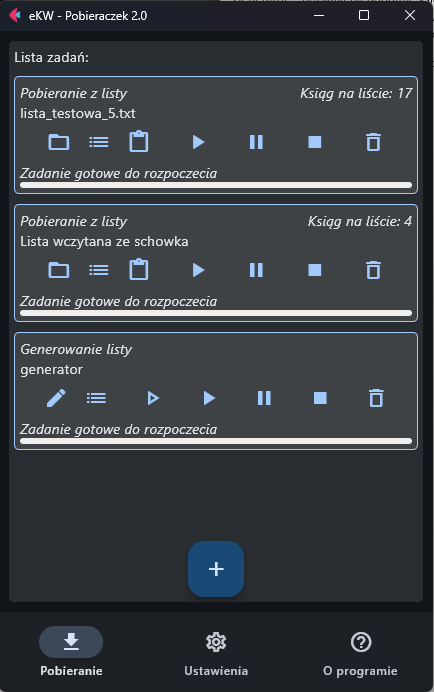 eKW - Pobieraczek 2.0
Lista zadań:
Pobieranie z listy Ksiąg na liście: 17
lista_testowa_5.txt
Zadanie gotowe do rozpoczecia
Pobieranie z listy Ksiąg na liście: 4
Lista wczytana ze schowka
Zadanie gotowe do rozpoczecia
Generowanie listy
generator
Zadanie gotowe do rozpoczecia
Pobieranie Ustawienia O programie